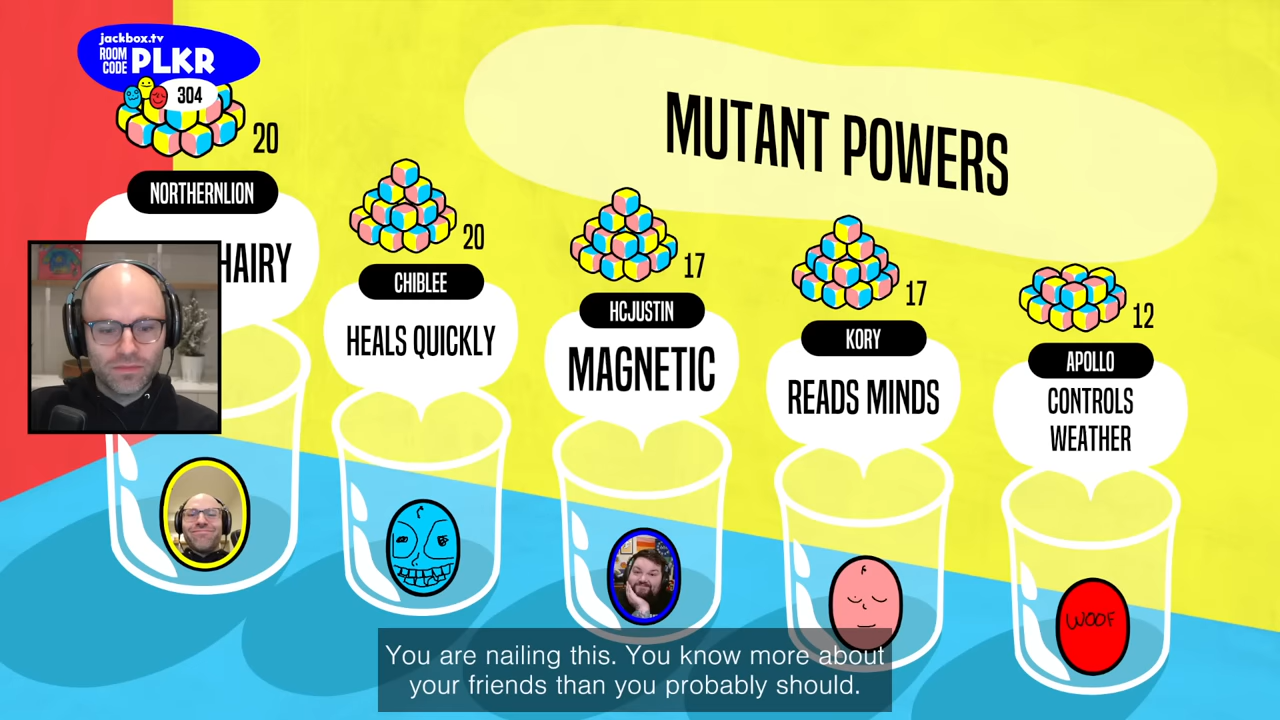 jackbox.tv
ROOM
CODE
PLKR
304
MUTANT POWERS
20
NORTHERNLION
HAIRY
20
CHIBLEE
HEALS QUICKLY
17
HCJUSTIN
MAGNETIC
17
KORY
READS MINDS
12
APOLLO
CONTROLS
WEATHER
WOOF
You are nailing this. You know more about
your friends than you probably should.